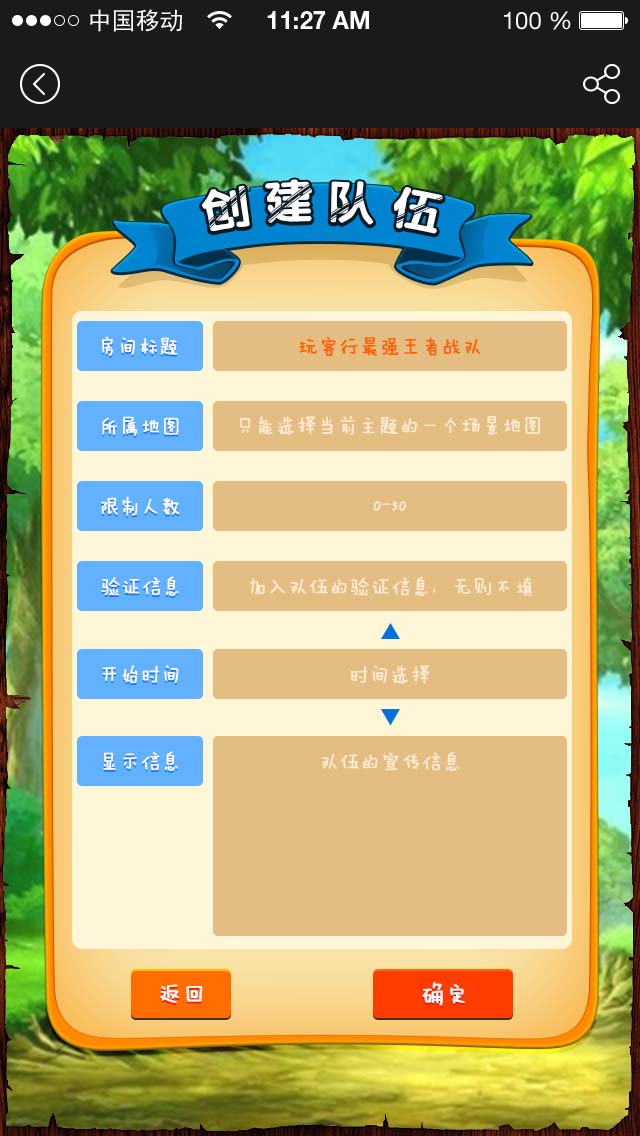 中国移动 11:27 AM 100 %
创建队伍
房间标题 玩客行最强王者战队
所属地图 只能选择当前主题的一个场景地图
限制人数 0-50
验证信息 加入队伍的验证信息，无则不填
开始时间 时间选择
显示信息 队伍的宣传信息
返回 确定